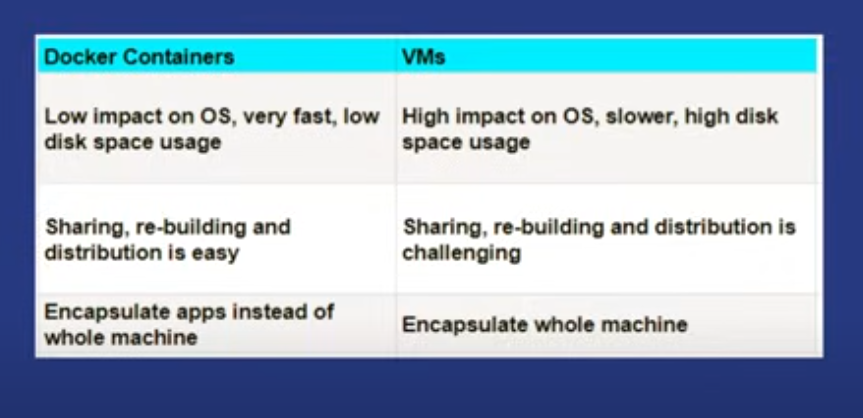 Docker Containers
VMs
Low impact on OS, very fast, low
disk space usage
High impact on OS, slower, high disk
space usage
Sharing, re-building and
distribution is easy
Sharing, re-building and distribution is
challenging
Encapsulate apps instead of
whole machine
Encapsulate whole machine